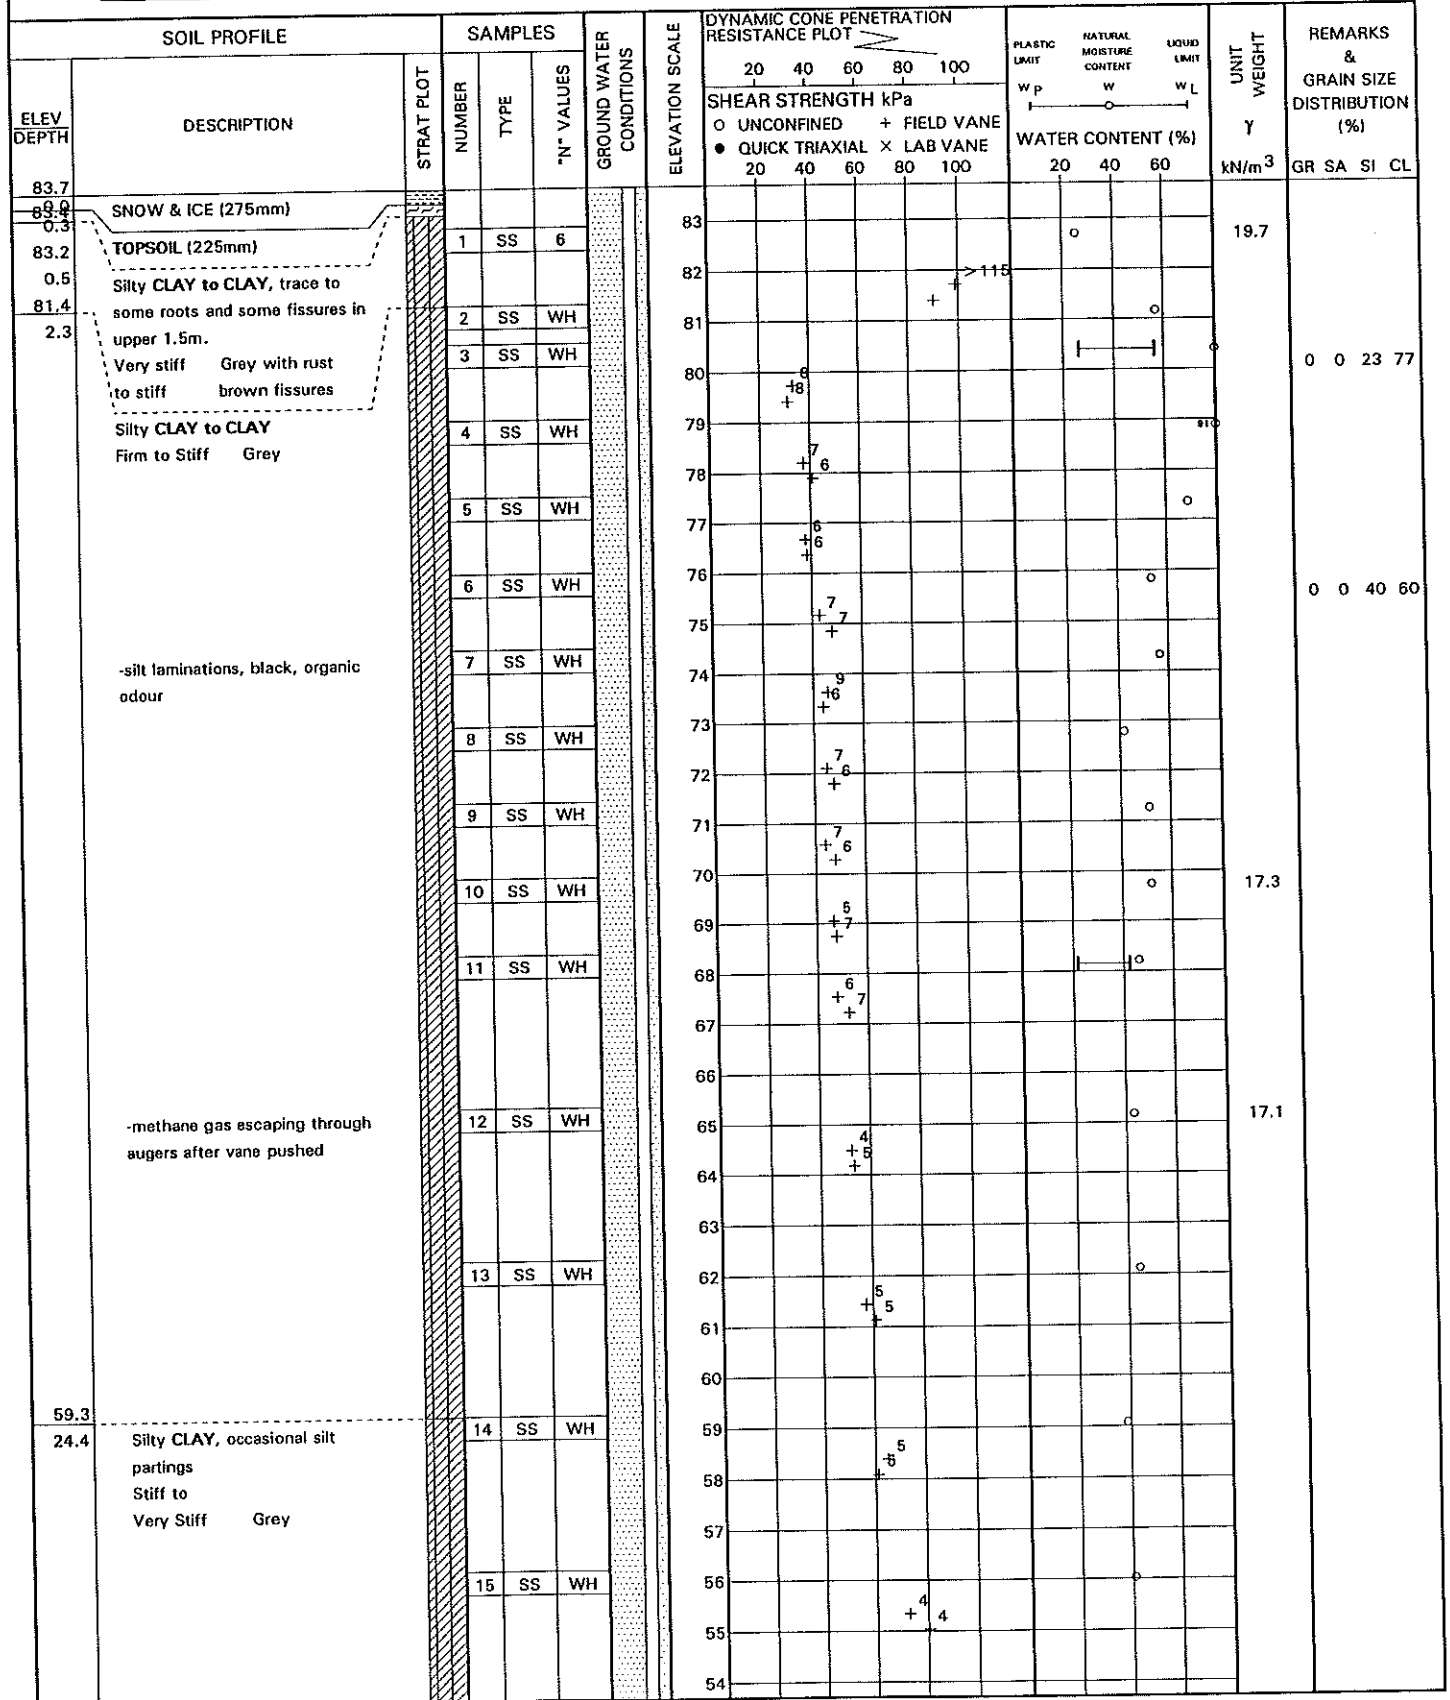 SOIL PROFILE
SAMPLES
GROUND WATER CONDITIONS
ELEVATION SCALE
DYNAMIC CONE PENETRATION
RESISTANCE PLOT
20 40 60 80 100
SHEAR STRENGTH kPa
O UNCONFINED + FIELD VANE
● QUICK TRIAXIAL × LAB VANE
20 40 60 80 100
PLASTIC LIMIT
NATURAL MOISTURE CONTENT
LIQUID LIMIT
WP W WL
WATER CONTENT (%)
20 40 60
UNIT WEIGHT
γ
kN/m3
REMARKS
&
GRAIN SIZE
DISTRIBUTION
(%)
GR SA SI CL
ELEV
DEPTH
DESCRIPTION
STRAT PLOT
NUMBER
TYPE
"N" VALUES
83.7
0.0
83.4
0.3
83.2
0.5
81.4
2.3
59.3
24.4
SNOW & ICE (275mm)
TOPSOIL (225mm)
Silty CLAY to CLAY, trace to
some roots and some fissures in
upper 1.5m.
Very stiff Grey with rust
to stiff brown fissures
Silty CLAY to CLAY
Firm to Stiff Grey
-silt laminations, black, organic
odour
-methane gas escaping through
augers after vane pushed
Silty CLAY, occasional silt
partings
Stiff to
Very Stiff Grey
1 SS 6
2 SS WH
3 SS WH
4 SS WH
5 SS WH
6 SS WH
7 SS WH
8 SS WH
9 SS WH
10 SS WH
11 SS WH
12 SS WH
13 SS WH
14 SS WH
15 SS WH
83
82
81
80
79
78
77
76
75
74
73
72
71
70
69
68
67
66
65
64
63
62
61
60
59
58
57
56
55
54
>115
8
7
6
6
6
7
7
9
6
7
6
7
6
5
7
6
7
4
5
5
5
5
4
4
19.7
17.3
17.1
0 0 23 77
0 0 40 60